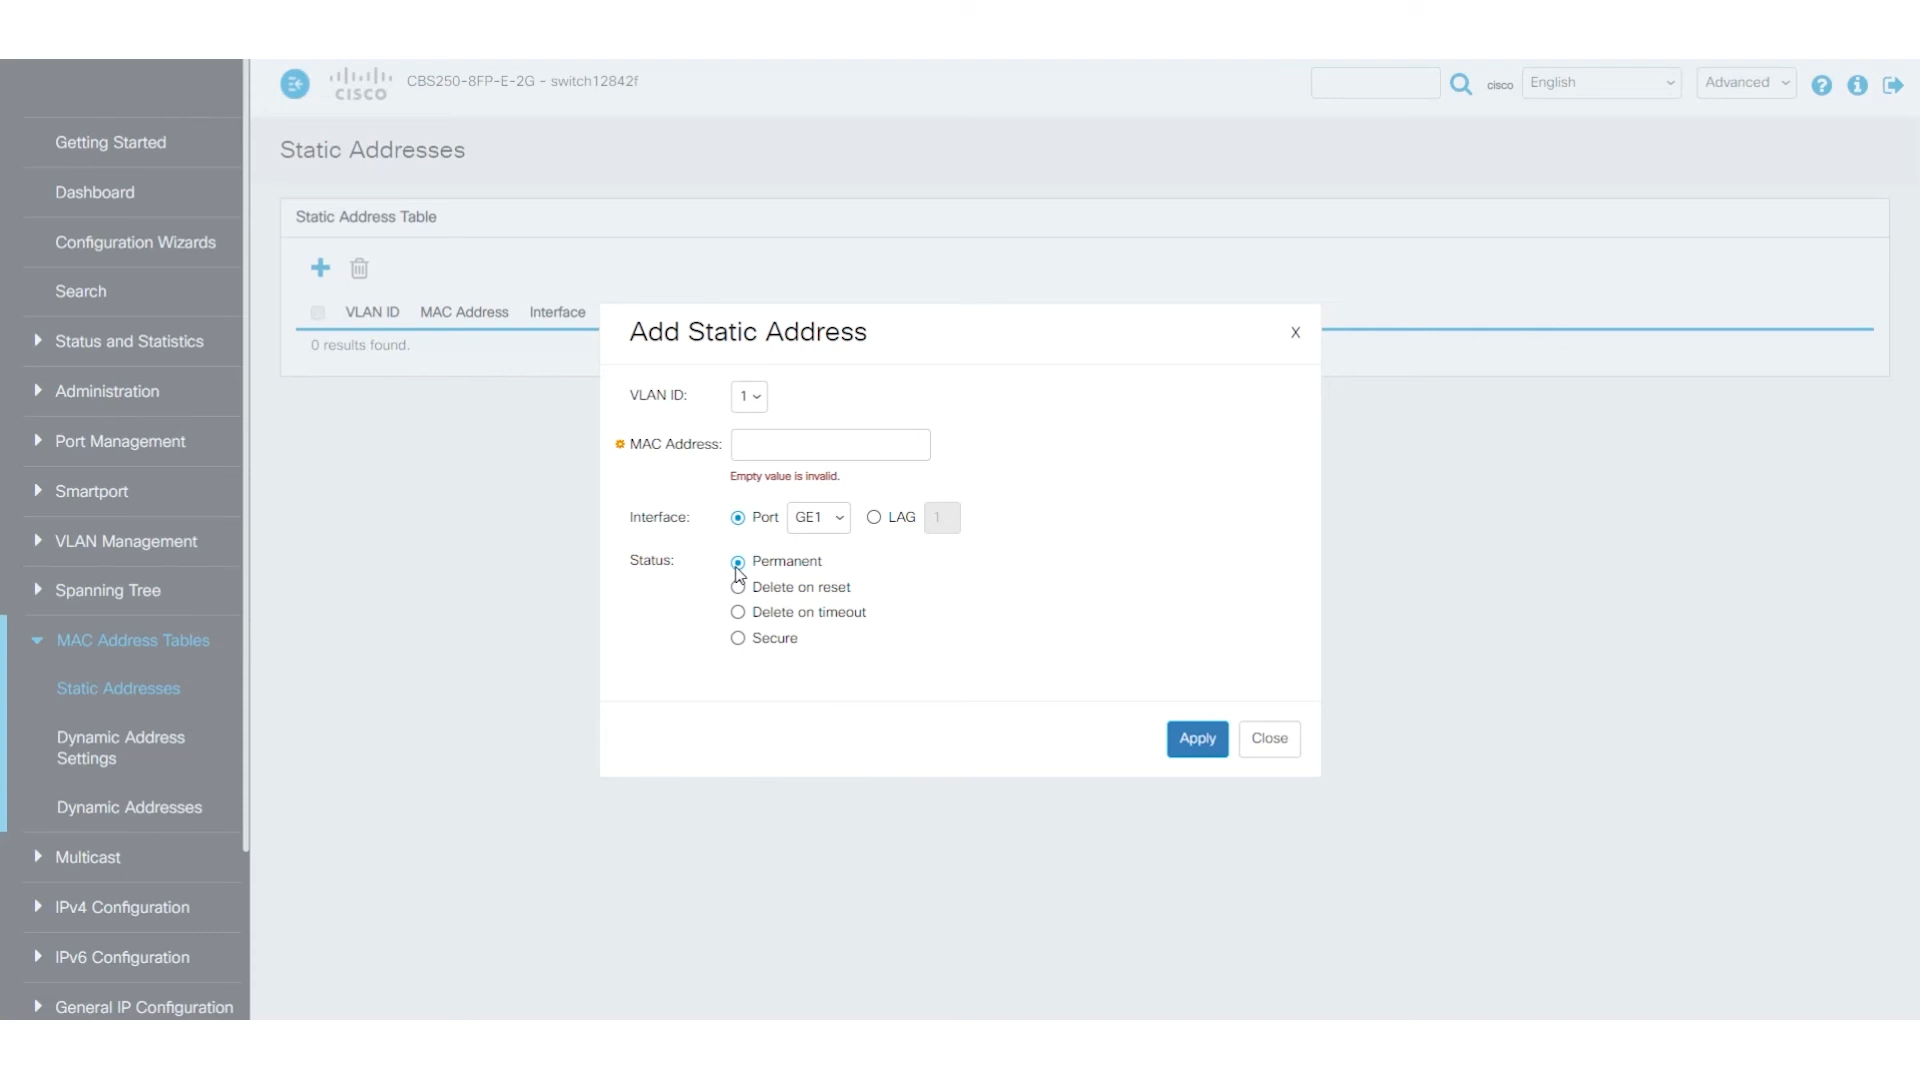 CISCO
CBS250-8FP-E-2G - switch12842f
cisco
English
Advanced
Getting Started
Dashboard
Configuration Wizards
Search
Status and Statistics
Administration
Port Management
Smartport
VLAN Management
Spanning Tree
MAC Address Tables
Static Addresses
Dynamic Address
Settings
Dynamic Addresses
Multicast
IPv4 Configuration
IPv6 Configuration
General IP Configuration
Static Addresses
Static Address Table
VLAN ID MAC Address Interface
0 results found.
Add Static Address
X
VLAN ID: 1
MAC Address:
Empty value is invalid.
Interface: Port GE1 LAG 1
Status: Permanent
Delete on reset
Delete on timeout
Secure
Apply Close